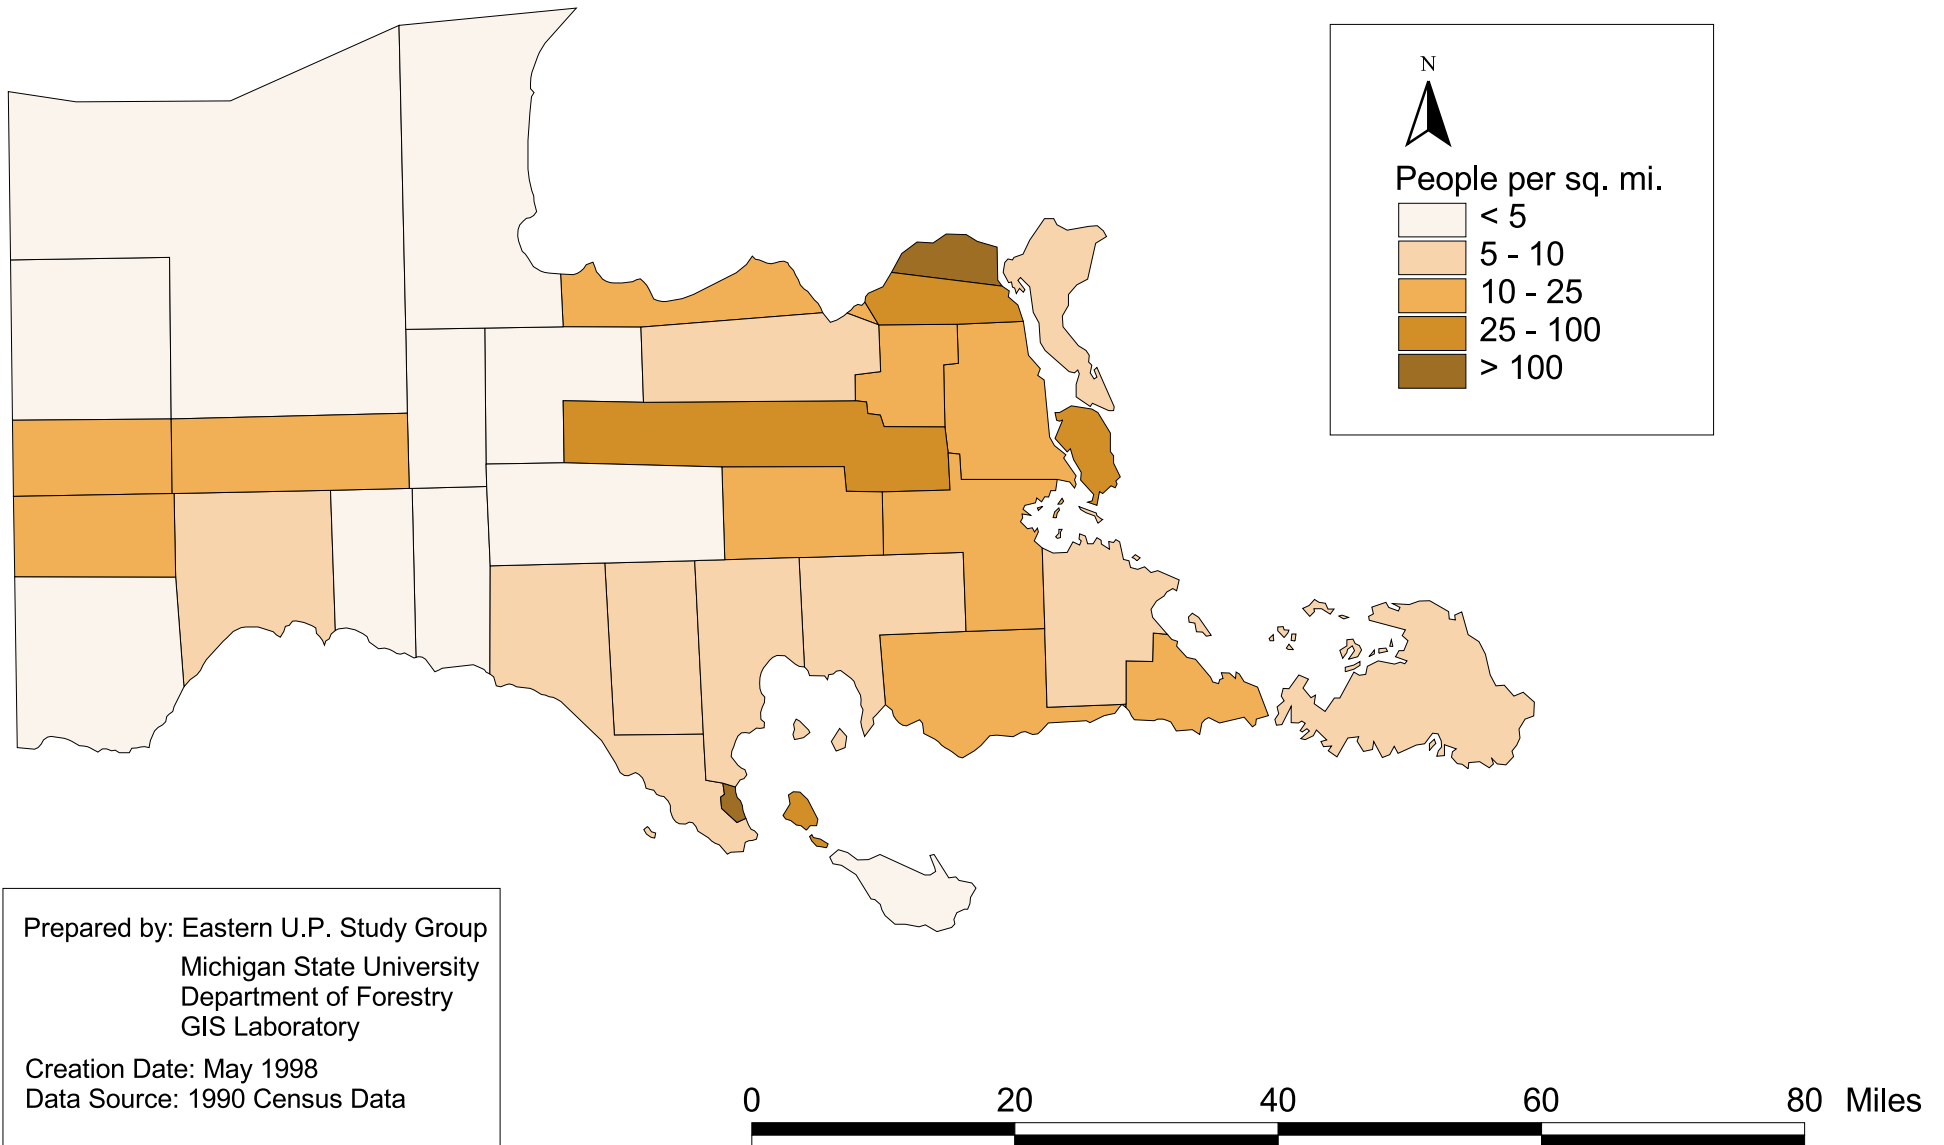 N
People per sq. mi.
< 5
5 - 10
10 - 25
25 - 100
> 100
Prepared by: Eastern U.P. Study Group
Michigan State University
Department of Forestry
GIS Laboratory
Creation Date: May 1998
Data Source: 1990 Census Data
0 20 40 60 80 Miles